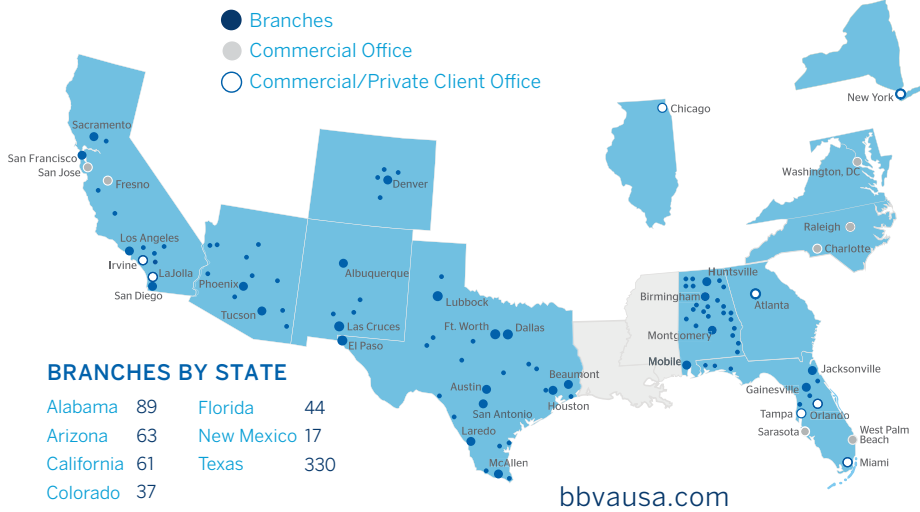 Branches
Commercial Office
Commercial/Private Client Office
New York
Chicago
Sacramento
San Francisco
San Jose
Fresno
Washington, DC
Denver
Raleigh
Charlotte
Los Angeles
Irvine
LaJolla
San Diego
Phoenix
Tucson
Albuquerque
Las Cruces
El Paso
Lubbock
Ft. Worth
Dallas
Huntsville
Birmingham
Atlanta
Montgomery
Mobile
Austin
San Antonio
Beaumont
Houston
Laredo
McAllen
Jacksonville
Gainesville
Tampa
Orlando
Sarasota
West Palm
Beach
Miami
BRANCHES BY STATE
Alabama 89 Florida 44
Arizona 63 New Mexico 17
California 61 Texas 330
Colorado 37
bbvausa.com